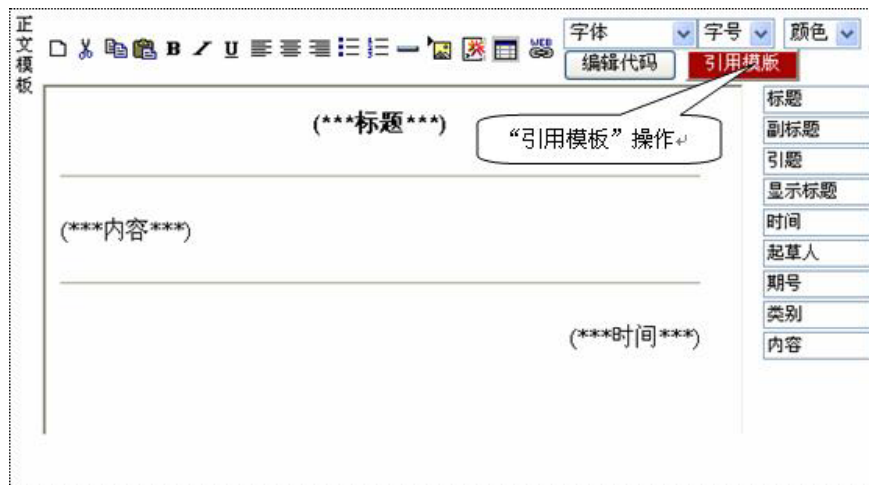 正文模板
B U WEB 字体 字号 颜色
编辑代码 引用模版
标题
(***标题***)
“引用模板”操作
副标题
引题
显示标题
(***内容***)
时间
起草人
期号
类别
(***时间***)
内容